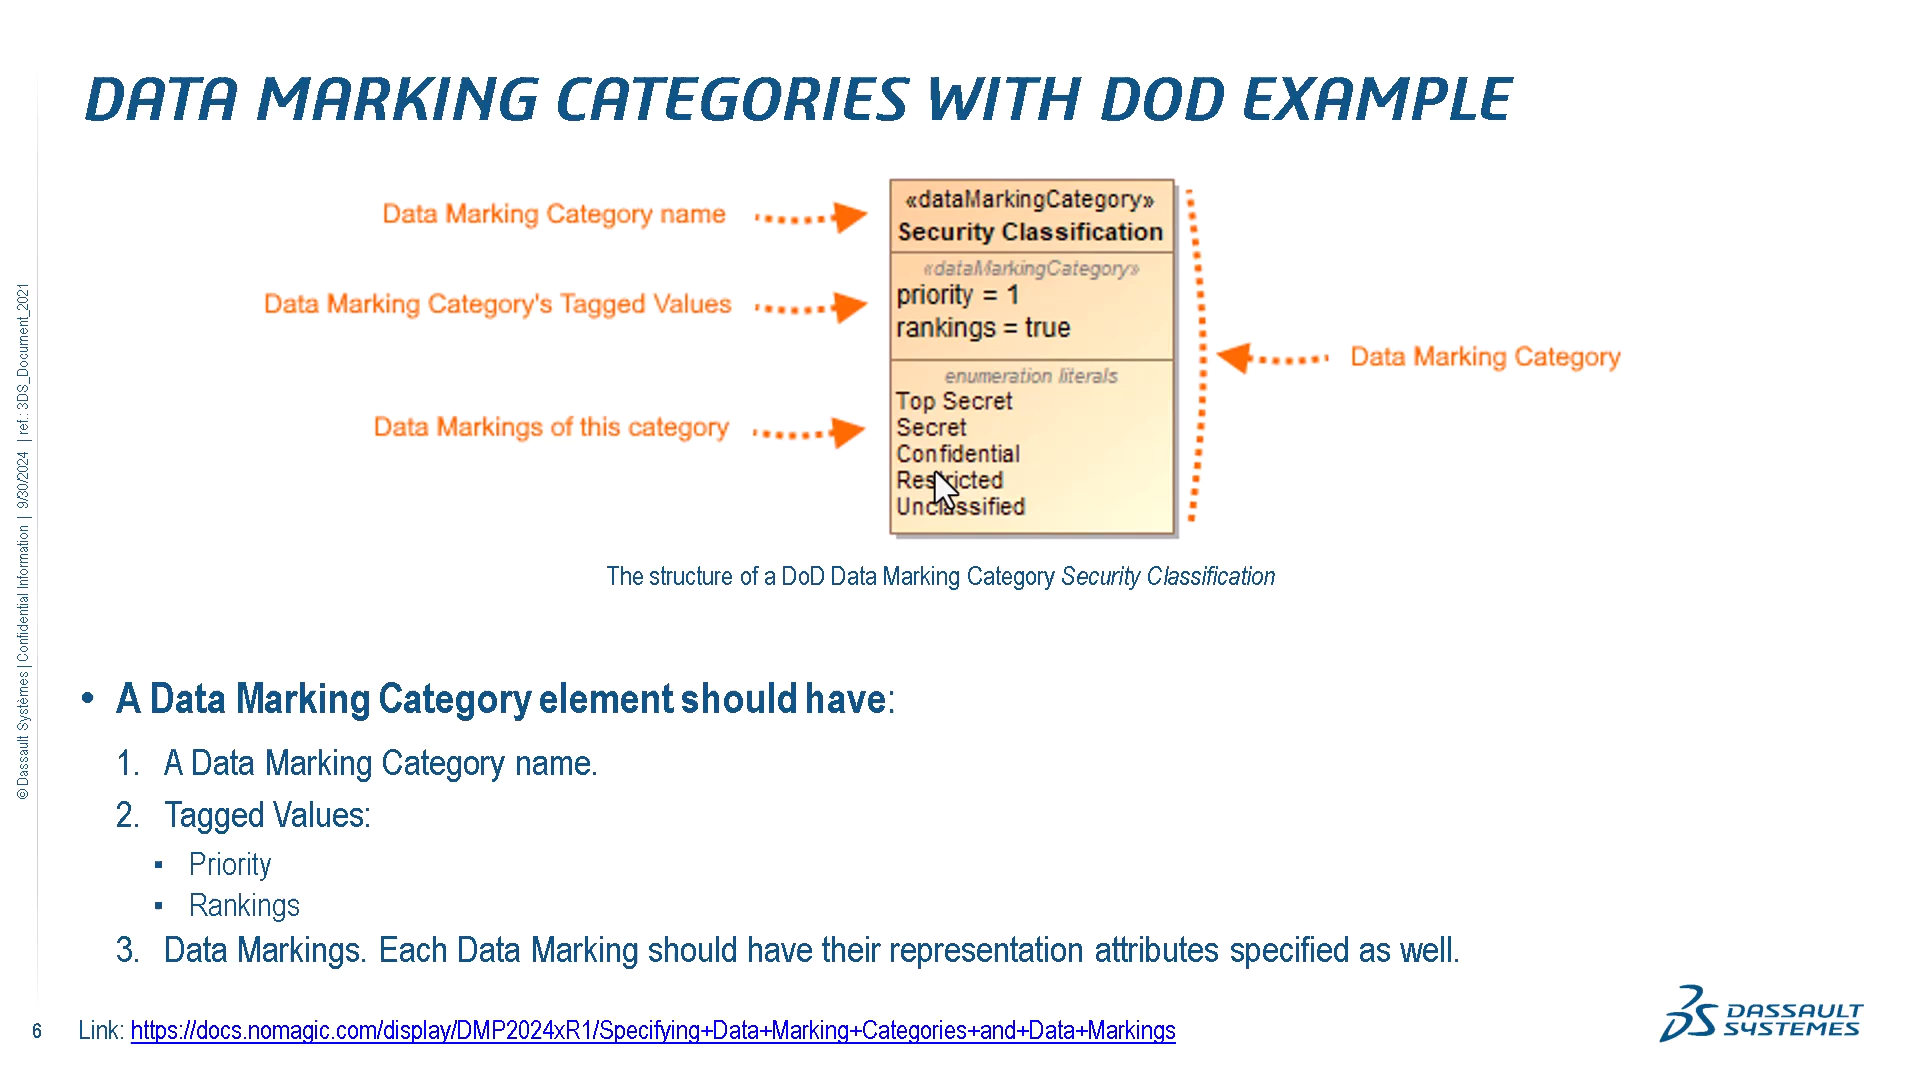 DATA MARKING CATEGORIES WITH DOD EXAMPLE
Data Marking Category name
«dataMarkingCategory»
Security Classification
Data Marking Category's Tagged Values
«dataMarkingCategory»
priority = 1
rankings = true
Data Marking Category
Data Markings of this category
enumeration literals
Top Secret
Secret
Confidential
Restricted
Unclassified
The structure of a DoD Data Marking Category Security Classification
• A Data Marking Category element should have:
1. A Data Marking Category name.
2. Tagged Values:
▪ Priority
▪ Rankings
3. Data Markings. Each Data Marking should have their representation attributes specified as well.
6
Link: https://docs.nomagic.com/display/DMP2024xR1/Specifying+Data+Marking+Categories+and+Data+Markings
© Dassault Systèmes | Confidential Information | 9/30/2024 | ref.: 3DS_Document_2021
DASSAULT
SYSTEMES